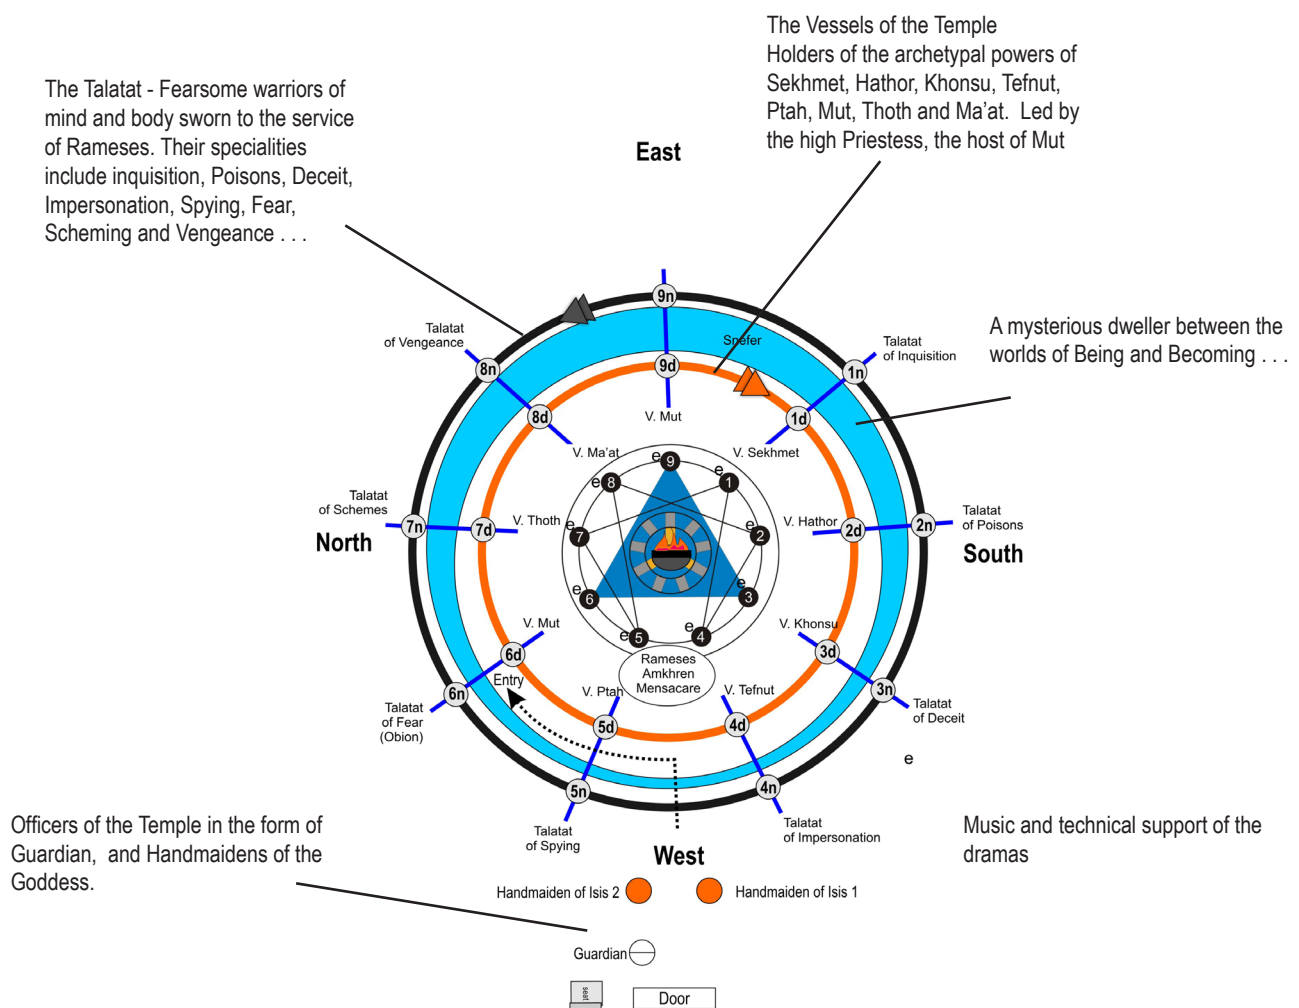 The Vessels of the Temple
Holders of the archetypal powers of
Sekhmet, Hathor, Khonsu, Tefnut,
Ptah, Mut, Thoth and Ma'at.  Led by
the high Priestess, the host of Mut
The Talatat - Fearsome warriors of
mind and body sworn to the service
of Rameses. Their specialities
include inquisition, Poisons, Deceit,
Impersonation, Spying, Fear,
Scheming and Vengeance . . .
East
A mysterious dweller between the
worlds of Being and Becoming . . .
9n
Snefer
Talatat
of Vengeance
Talatat
of Inquisition
8n
1n
9d
8d
1d
V. Mut
V. Ma'at
V. Sekhmet
e 9
e 8
e 1
Talatat
of Schemes
7n
7d
V. Thoth
e 7
e 2
V. Hathor
2d
2n
Talatat
of Poisons
North
South
e 6
e 3
V. Mut
e 5
e 4
V. Khonsu
6d
3d
Rameses
Amkhren
Mensacare
Entry
6n
3n
V. Ptah
V. Tefnut
Talatat
of Fear
(Obion)
Talatat
of Deceit
5d
4d
e
5n
4n
Talatat
of Spying
Talatat
of Impersonation
Officers of the Temple in the form of
Guardian,  and Handmaidens of the
Goddess.
Music and technical support of the
dramas
West
Handmaiden of Isis 2
Handmaiden of Isis 1
Guardian
seat
Door